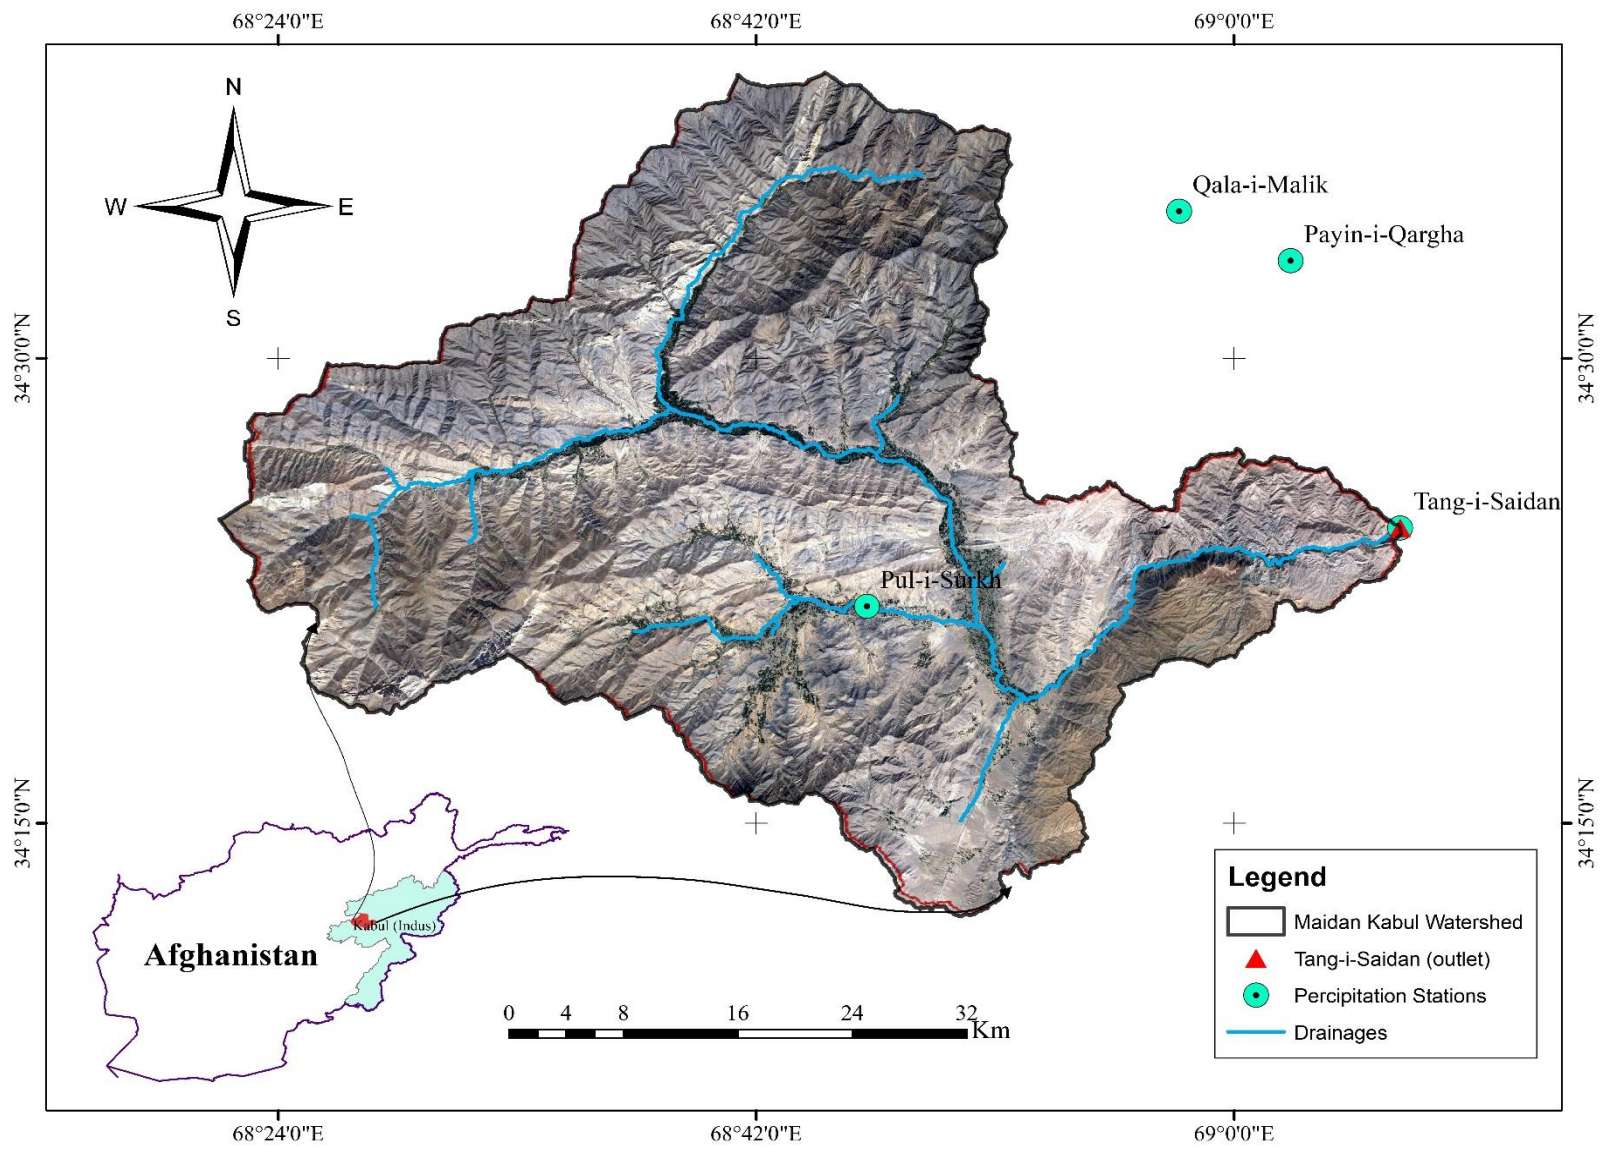 68°24'0"E
68°42'0"E
69°0'0"E
N
W
E
S
Qala-i-Malik
Payin-i-Qargha
34°30'0"N
34°30'0"N
Tang-i-Saidan
Pul-i-Surkh
34°15'0"N
34°15'0"N
Kabul (Indus)
Afghanistan
0 4 8 16 24 32
Km
Legend
Maidan Kabul Watershed
Tang-i-Saidan (outlet)
Percipitation Stations
Drainages
68°24'0"E
68°42'0"E
69°0'0"E